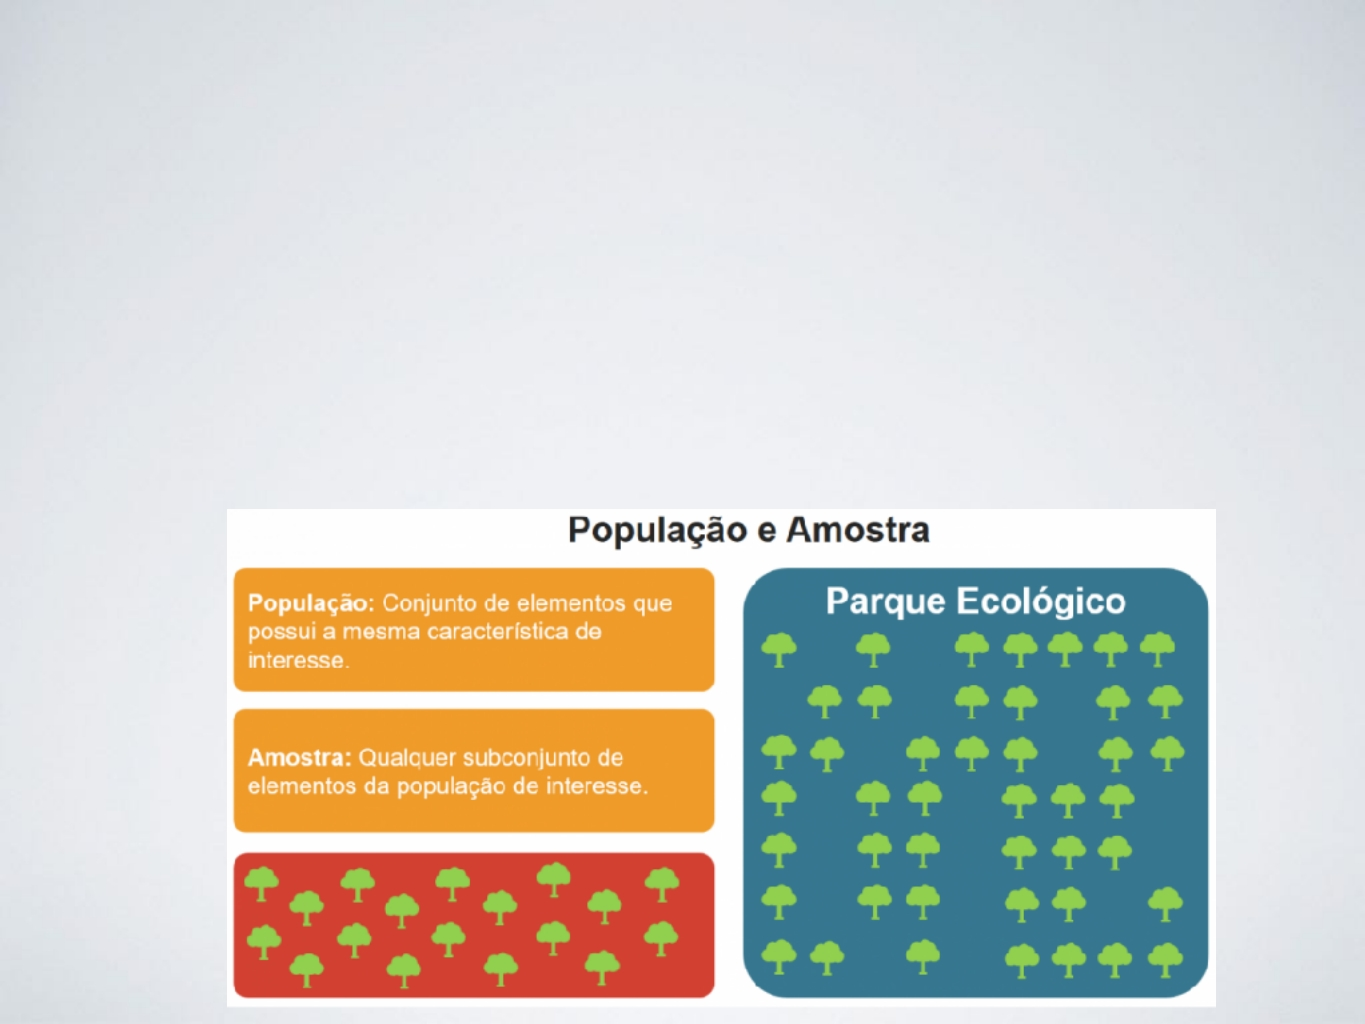 População e Amostra
População: Conjunto de elementos que
possui a mesma característica de
interesse.
Amostra: Qualquer subconjunto de
elementos da população de interesse.
Parque Ecológico